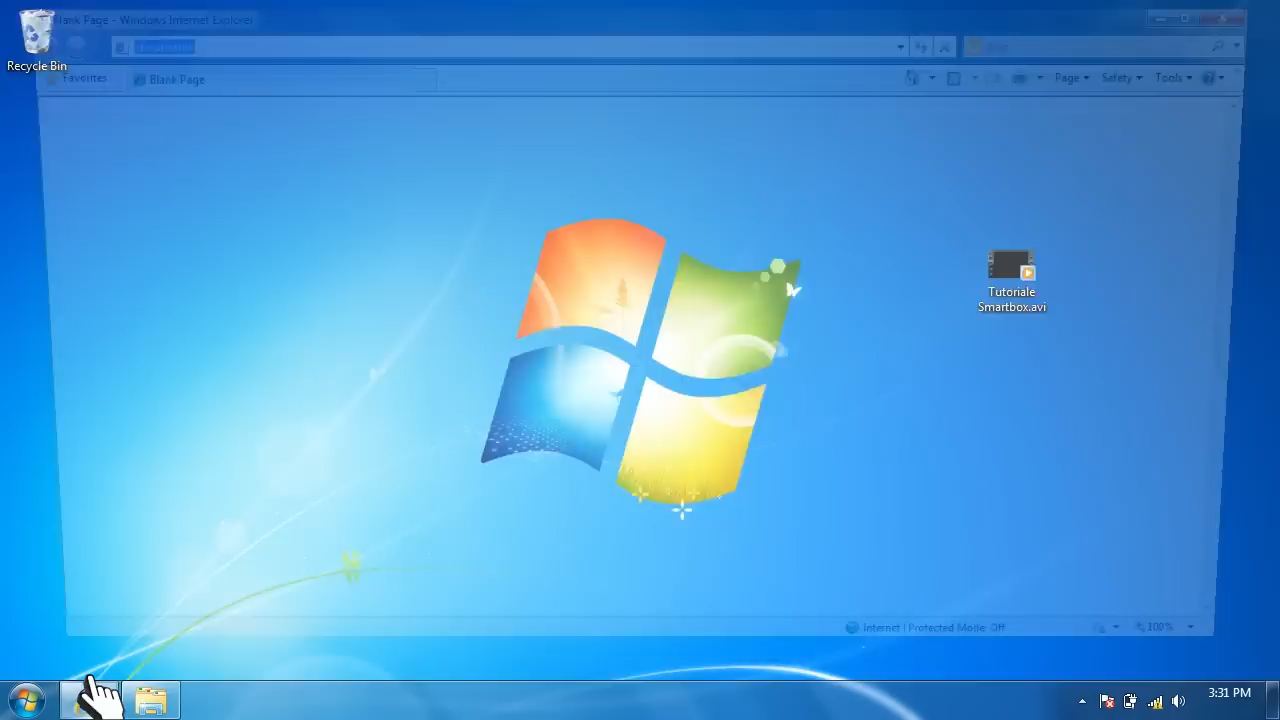 Blank Page - Windows Internet Explorer
Recycle Bin
Favorites
Blank Page
Page
Safety
Tools
Tutoriale
Smartbox.avi
Internet | Protected Mode: Off
100%
3:31 PM